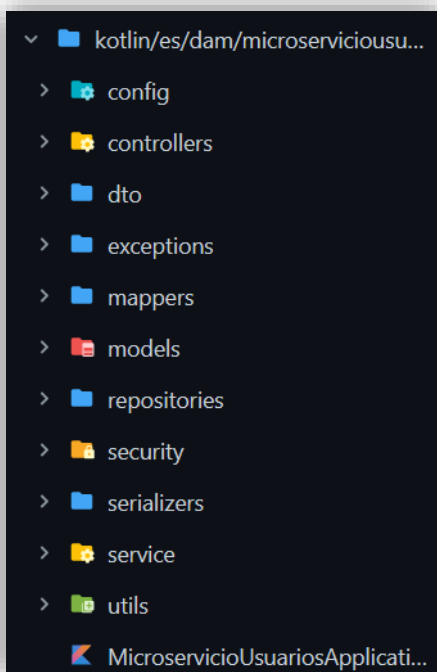 kotlin/es/dam/microserviciousu...
config
controllers
dto
exceptions
mappers
models
repositories
security
serializers
service
utils
MicroservicioUsuariosApplicati...